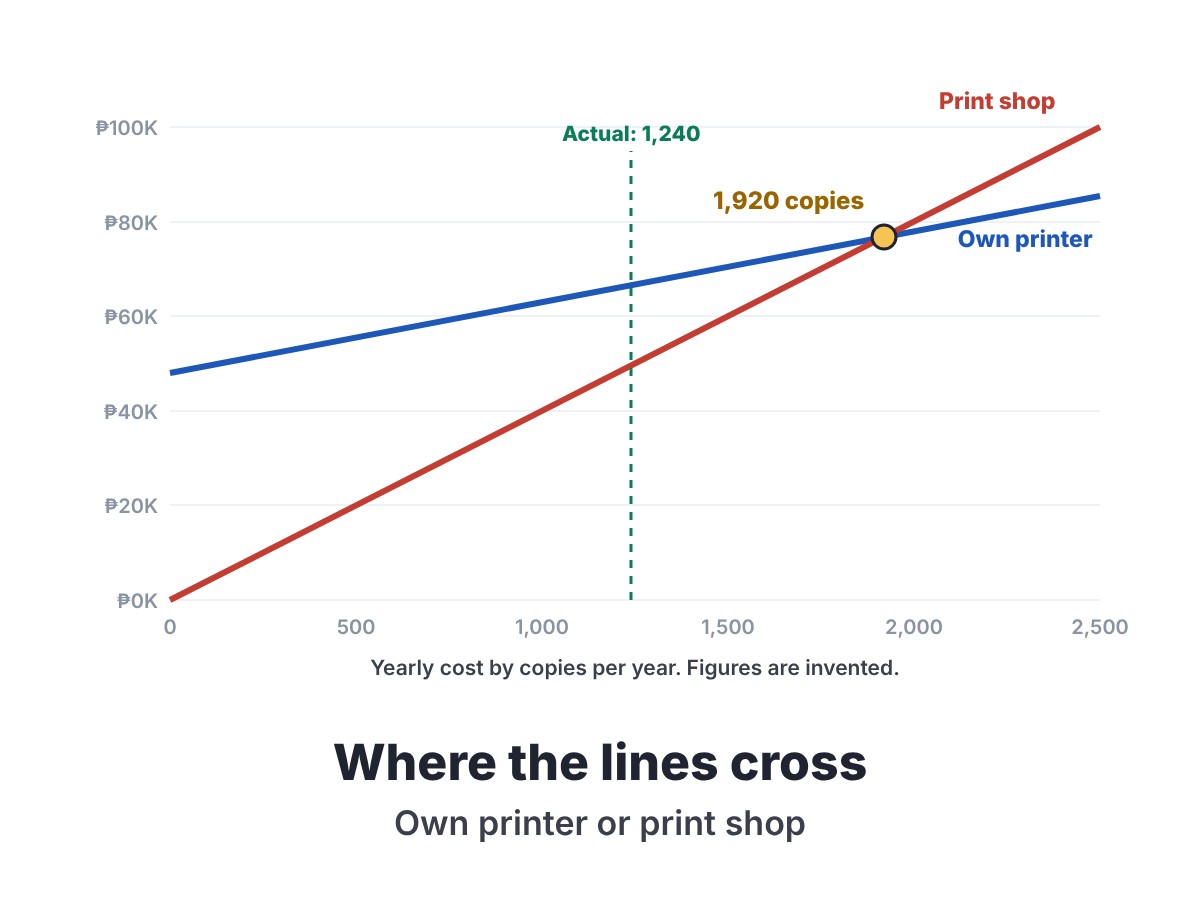 Print shop
₱100K
Actual: 1,240
1,920 copies
₱80K
Own printer
₱60K
₱40K
₱20K
₱0K
0 500 1,000 1,500 2,000 2,500
Yearly cost by copies per year. Figures are invented.
Where the lines cross
Own printer or print shop